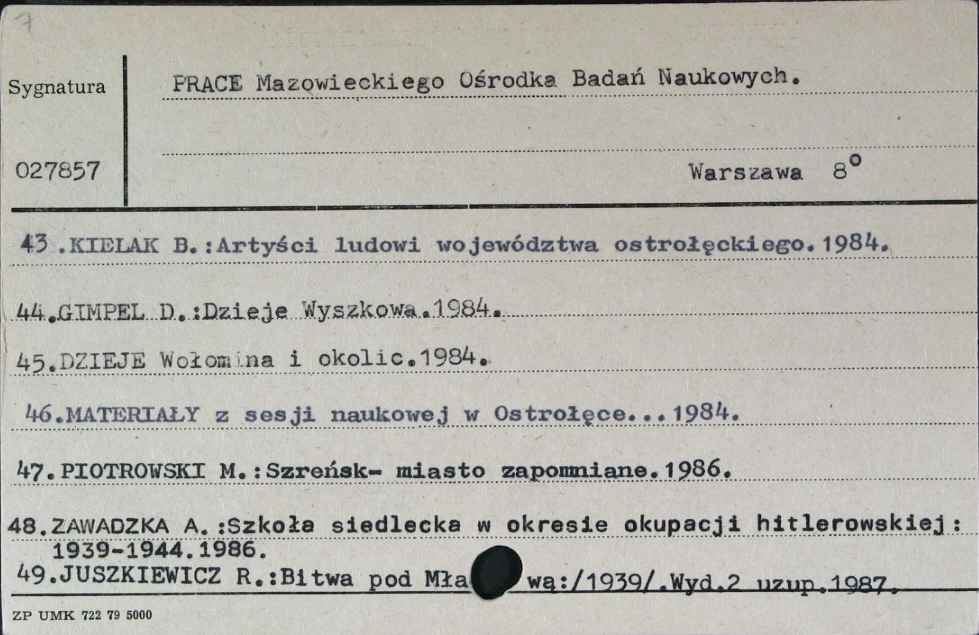 7
Sygnatura
PRACE Mazowieckiego Ośrodka Badań Naukowych.
027857
Warszawa 8°
43.KIELAK B.:Artyści ludowi województwa ostrołęckiego.1984.
44.GIMPEL D.:Dzieje Wyszkowa.1984.
45.DZIEJE Wołomina i okolic.1984.
46.MATERIAŁY z sesji naukowej w Ostrołęce...1984.
47.PIOTROWSKI M.:Szreńsk- miasto zapomniane.1986.
48.ZAWADZKA A.:Szkoła siedlecka w okresie okupacji hitlerowskiej:
1939-1944.1986.
49.JUSZKIEWICZ R.:Bitwa pod Mła wą:/1939/.Wyd.2 uzup.1987.
ZP UMK 722 79 5000